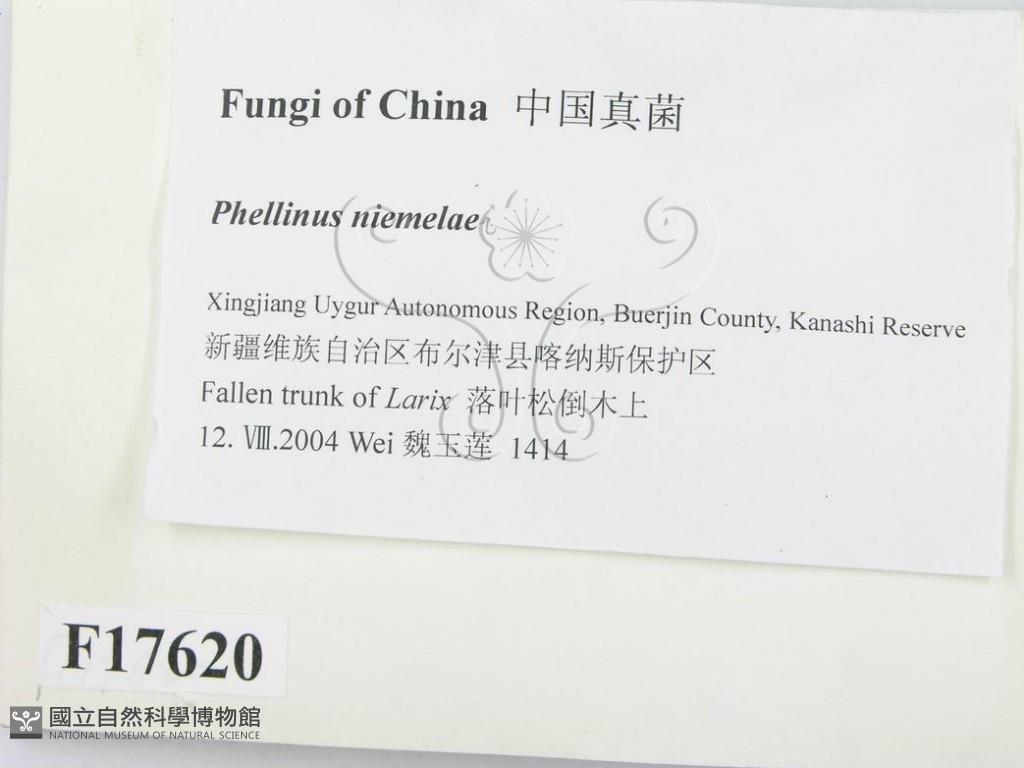 Fungi of China 中国真菌
Phellinus niemelae
Xingjiang Uygur Autonomous Region, Buerjin County, Kanashi Reserve
新疆维族自治区布尔津县喀纳斯保护区
Fallen trunk of Larix 落叶松倒木上
12. Ⅷ.2004 Wei 魏玉莲 1414
F17620
國立自然科學博物館
NATIONAL MUSEUM OF NATURAL SCIENCE